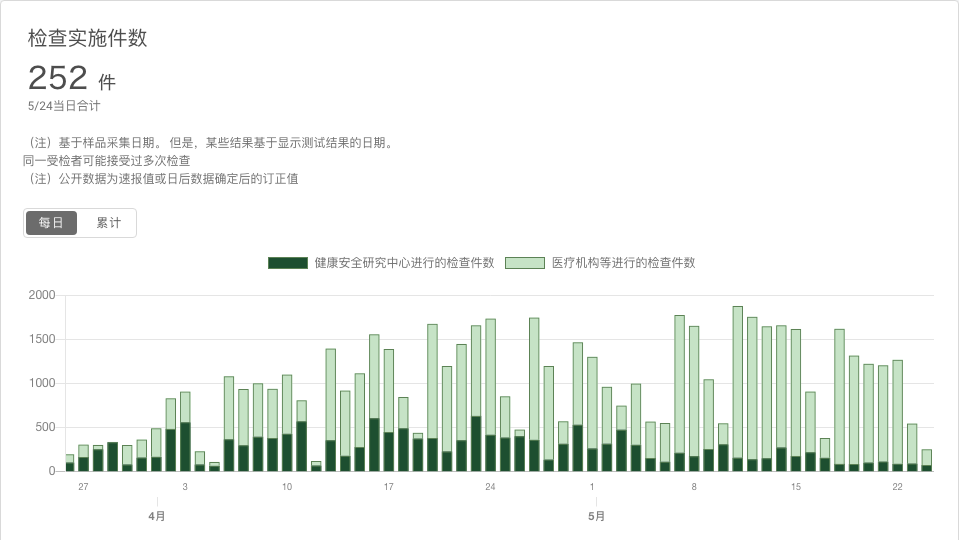 检查实施件数
252 件
5/24当日合计
（注）基于样品采集日期。 但是，某些结果基于显示测试结果的日期。
同一受检者可能接受过多次检查
（注）公开数据为速报值或日后数据确定后的订正值
每日 累计
健康安全研究中心进行的检查件数 医疗机构等进行的检查件数
2000
1500
1000
500
0
27 3 10 17 24 1 8 15 22
4月 5月